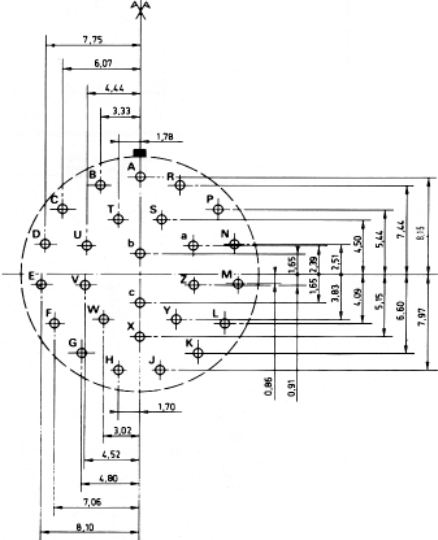 A A
7,75
6,07
4,44
3,33
1,78
A
B R
C P
T S
D U b a N
E V Z M
c
F W X Y L
G K
H J
1,65
2,39
2,51
4,50
5,44
7,44
8,15
1,65
3,83
4,09
5,15
6,60
7,97
0,86
0,91
1,70
3,02
4,52
4,80
7,06
8,10